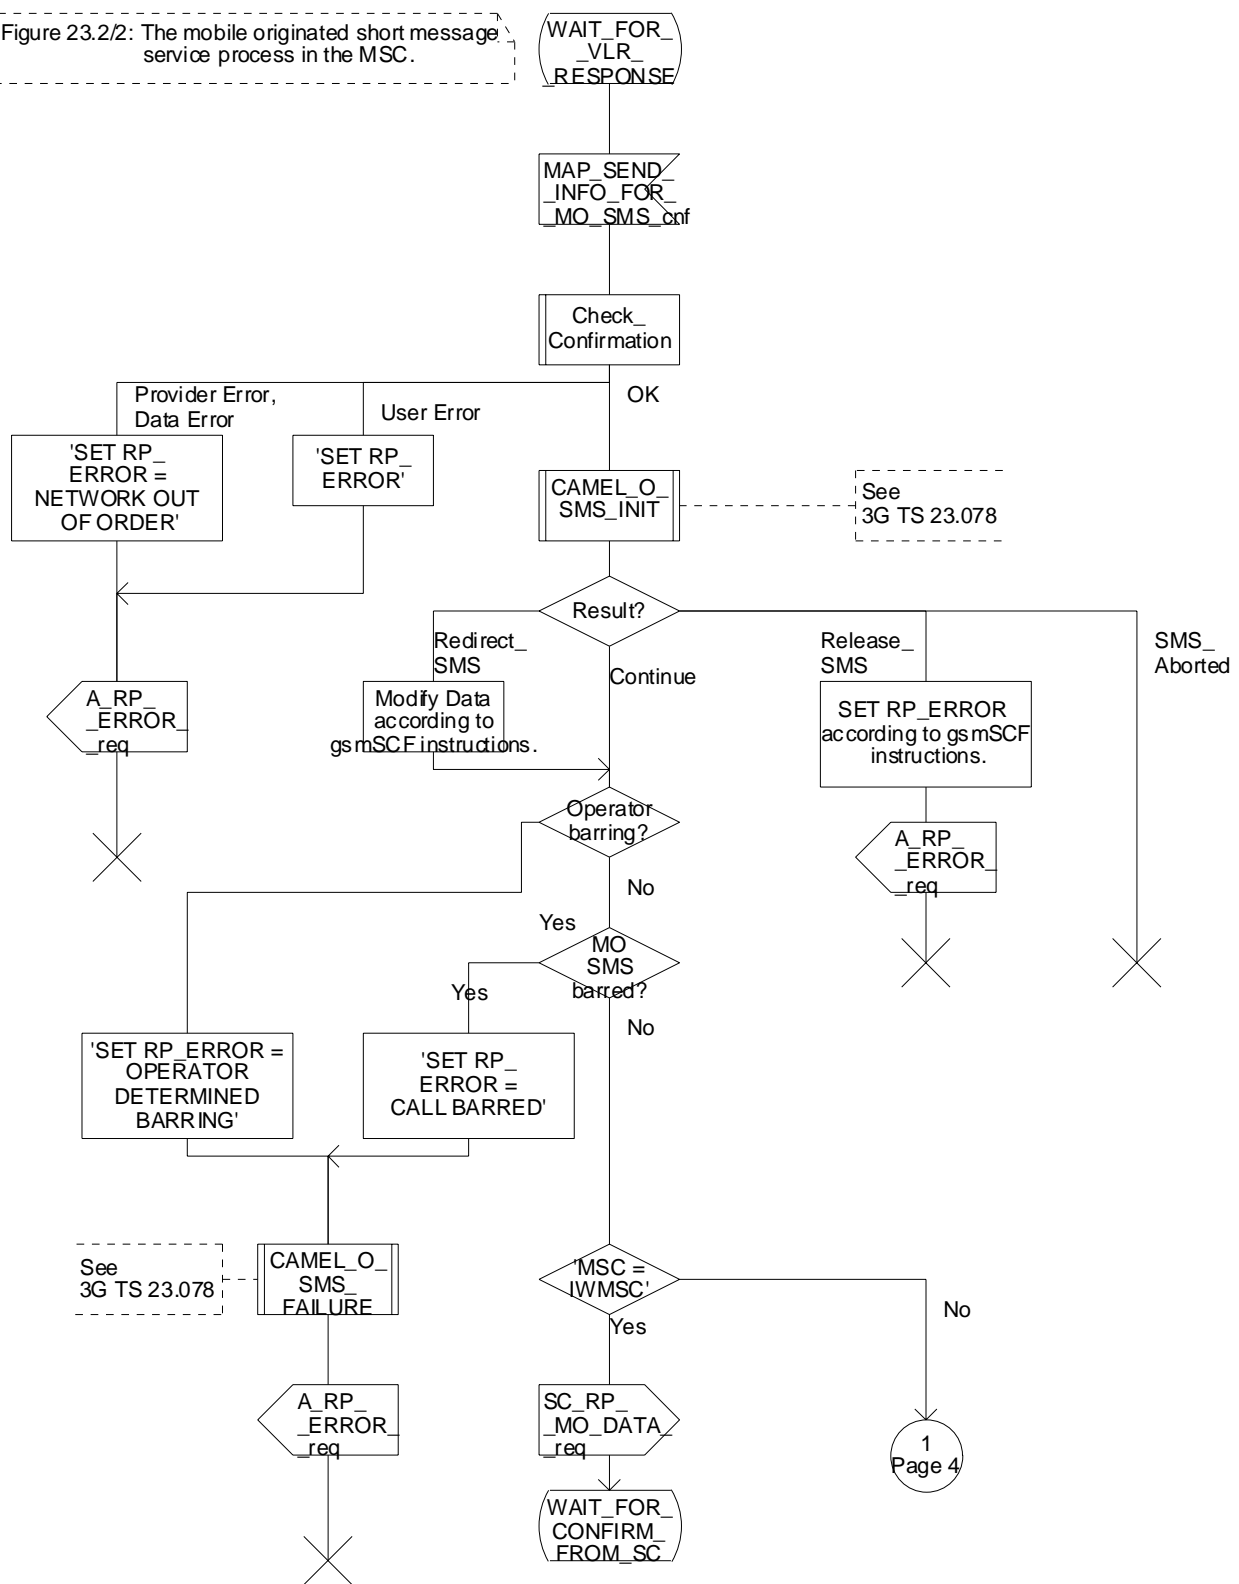 Figure 23.2/2: The mobile originated short message
service process in the MSC.
WAIT_FOR_
_VLR_
_RESPONSE
MAP_SEND_
_INFO_FOR_
_MO_SMS_cnf
Check_
Confirmation
Provider Error,
Data Error
User Error
OK
'SET RP_
ERROR =
NETWORK OUT
OF ORDER'
'SET RP_
ERROR'
CAMEL_O_
SMS_INIT
See
3G TS 23.078
Result?
Redirect_
SMS
Continue
Release_
SMS
SMS_
Aborted
A_RP_
_ERROR_
_req
Modify Data
according to
gsmSCF instructions.
SET RP_ERROR
according to gsmSCF
instructions.
Operator
barring?
A_RP_
_ERROR_
_req
No
Yes
MO
SMS
barred?
Yes
No
'SET RP_ERROR =
OPERATOR
DETERMINED
BARRING'
'SET RP_
ERROR =
CALL BARRED'
See
3G TS 23.078
CAMEL_O_
SMS_
FAILURE
'MSC =
IWMSC'
No
Yes
A_RP_
_ERROR_
_req
SC_RP_
_MO_DATA_
_req
1
Page 4
WAIT_FOR_
CONFIRM_
FROM_SC